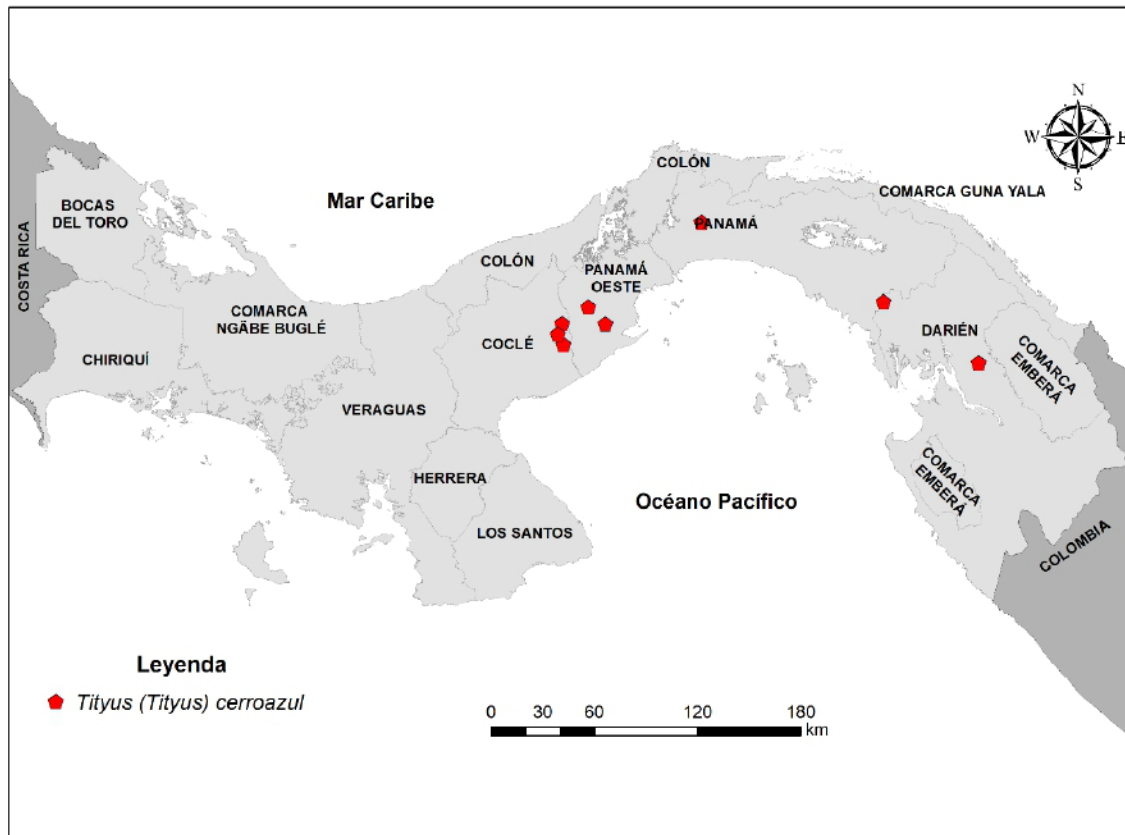 N
W
E
S
COLÓN
COMARCA GUNA YALA
BOCAS
DEL TORO
Mar Caribe
PANAMÁ
COSTA RICA
COLÓN
PANAMÁ
OESTE
COMARCA
NGÄBE BUGLÉ
DARIÉN
COCLÉ
COMARCA
EMBERÁ
CHIRIQUÍ
VERAGUAS
HERRERA
COMARCA
EMBERÁ
Océano Pacífico
LOS SANTOS
COLOMBIA
Leyenda
Tityus (Tityus) cerroazul
0 30 60 120 180
km